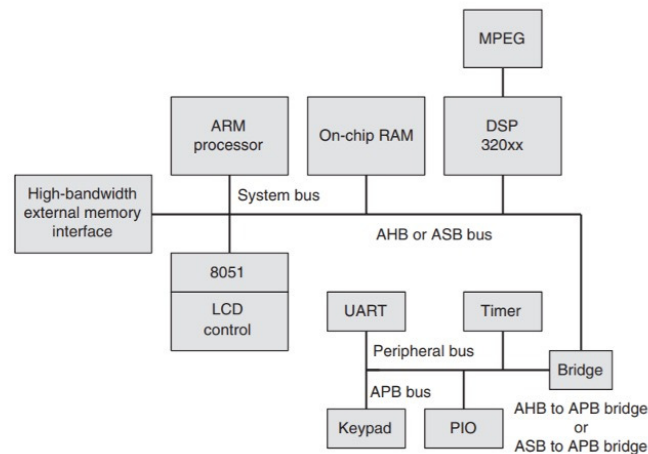 MPEG
ARM
processor
On-chip RAM
DSP
320xx
High-bandwidth
external memory
interface
System bus
AHB or ASB bus
8051
LCD
control
UART
Timer
Peripheral bus
Bridge
APB bus
Keypad
PIO
AHB to APB bridge
or
ASB to APB bridge